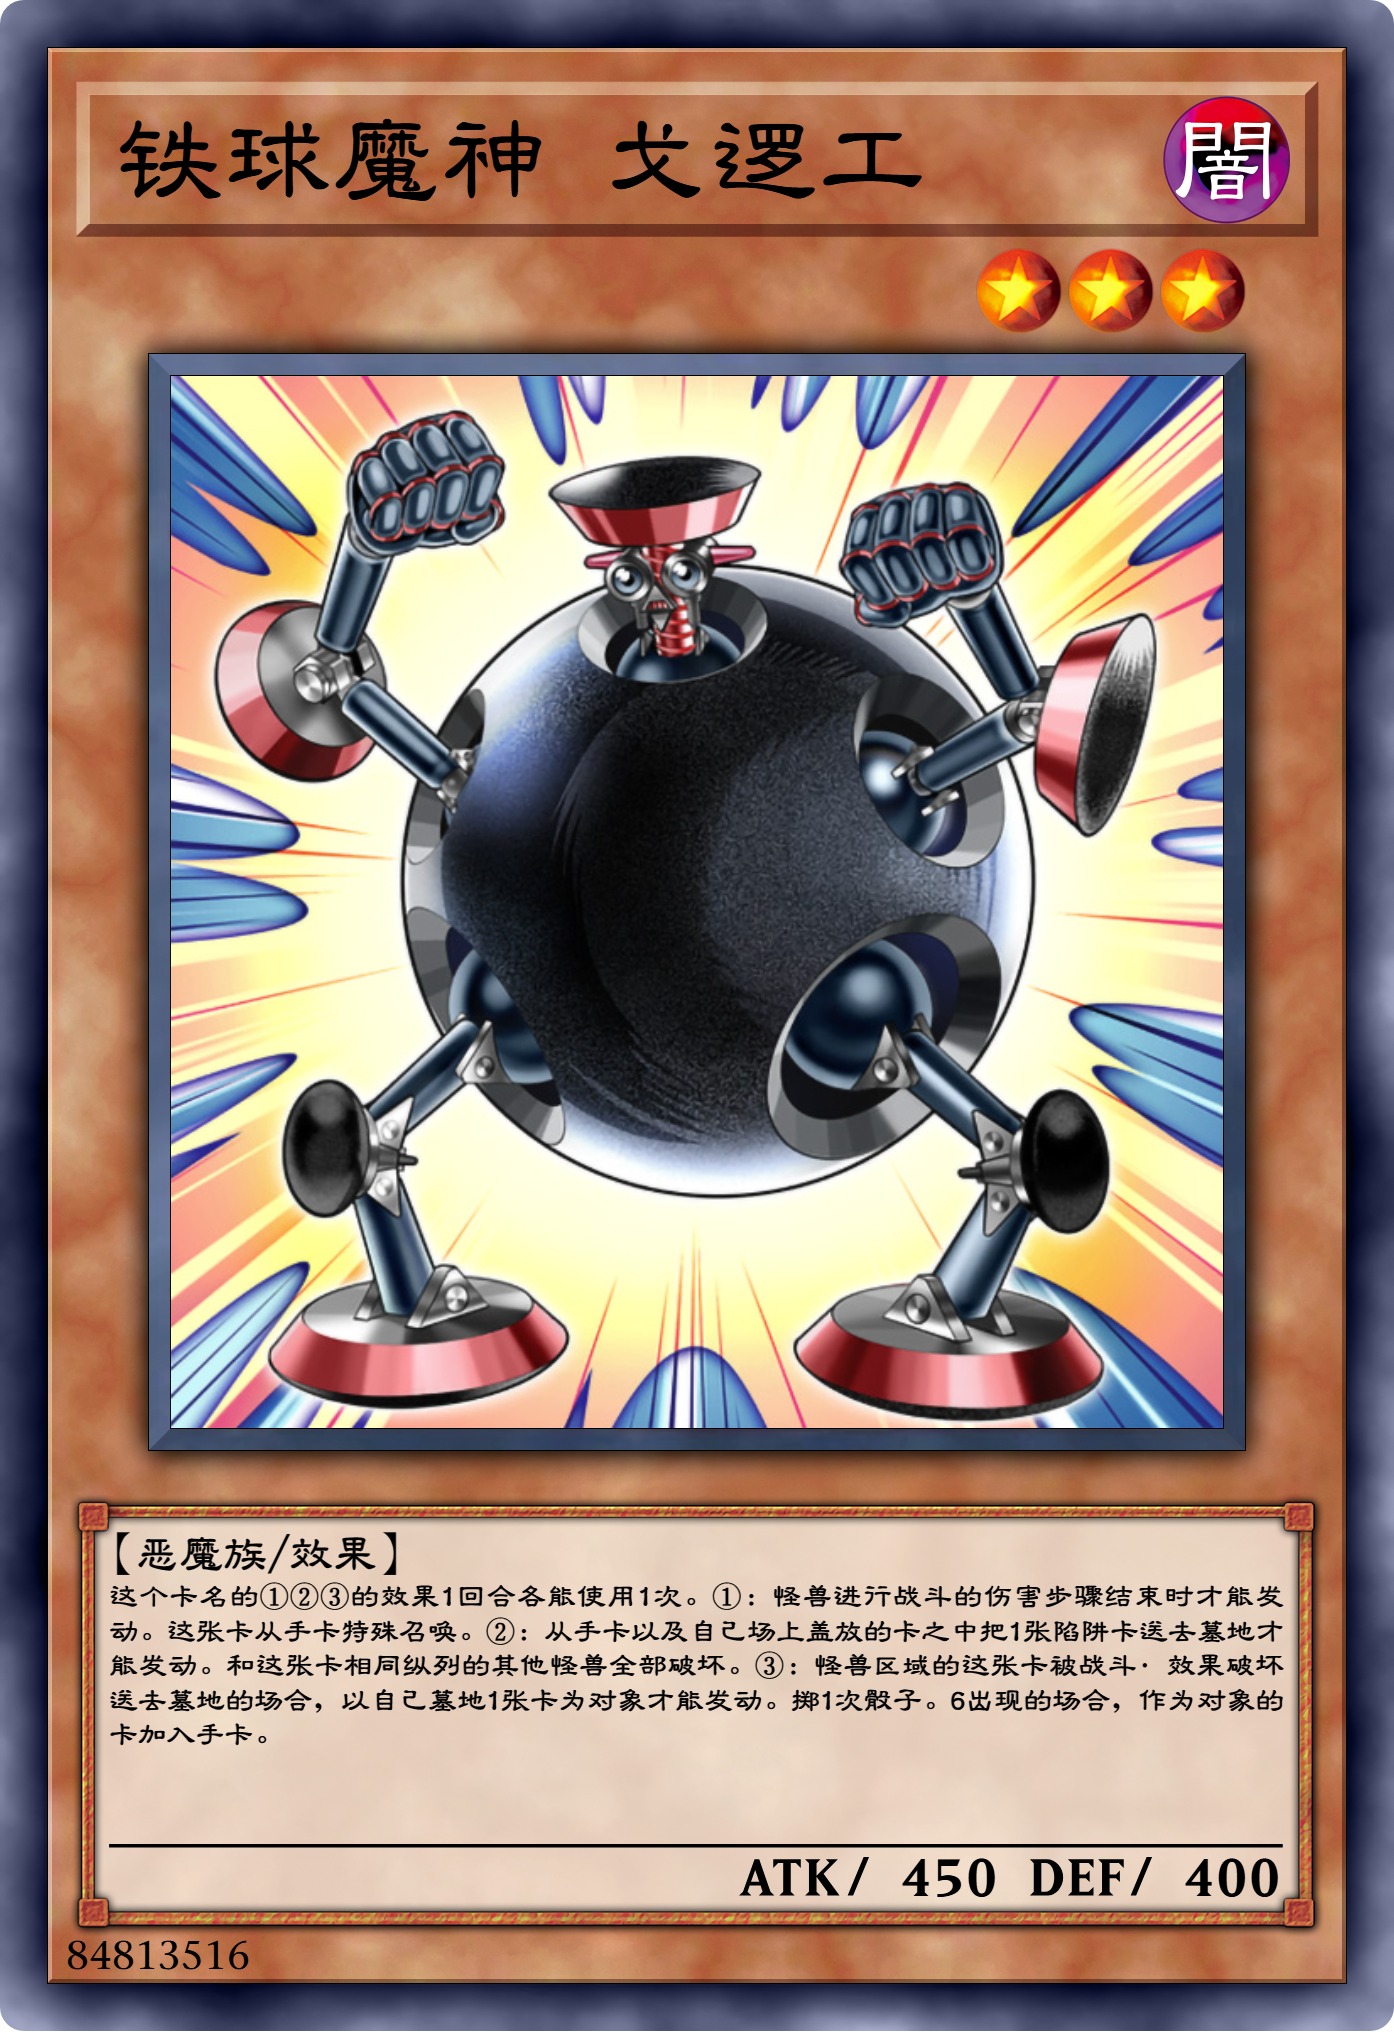 铁球魔神 戈逻工
闇
【恶魔族/效果】
这个卡名的①②③的效果1回合各能使用1次。①：怪兽进行战斗的伤害步骤结束时才能发
动。这张卡从手卡特殊召唤。②：从手卡以及自己场上盖放的卡之中把1张陷阱卡送去墓地才
能发动。和这张卡相同纵列的其他怪兽全部破坏。③：怪兽区域的这张卡被战斗·效果破坏
送去墓地的场合，以自己墓地1张卡为对象才能发动。掷1次骰子。6出现的场合，作为对象的
卡加入手卡。
ATK/ 450 DEF/ 400
84813516